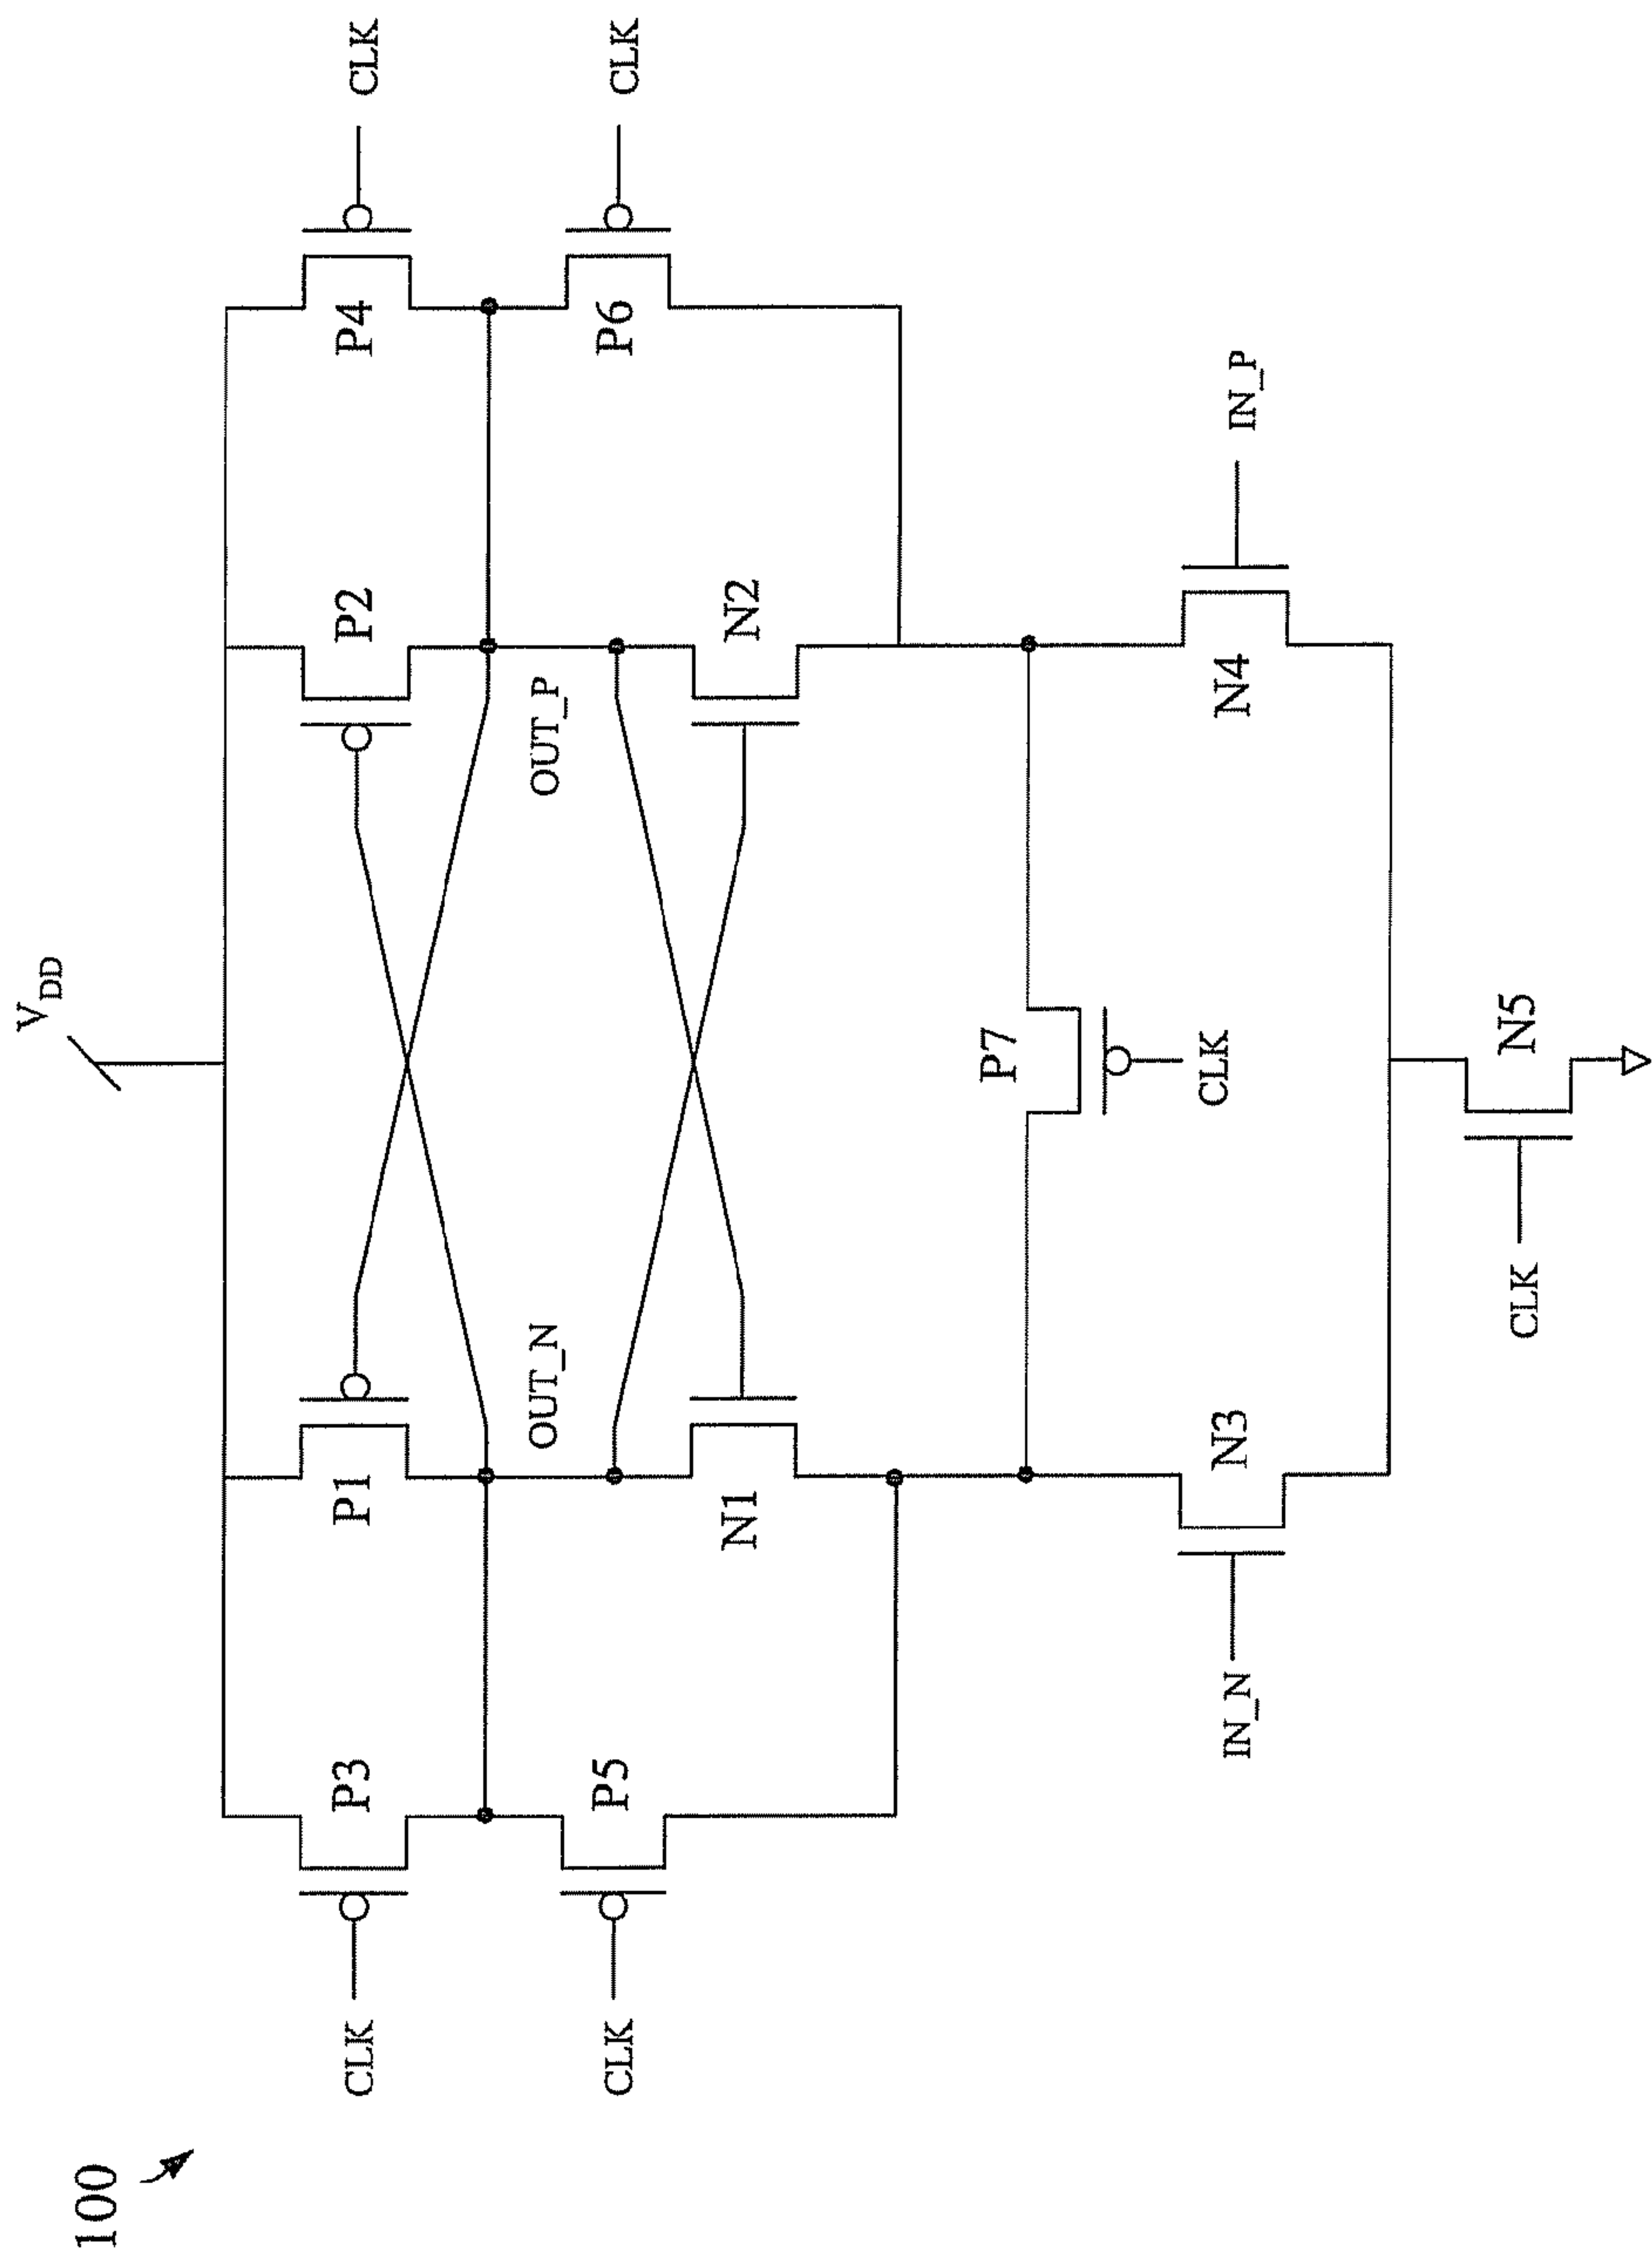 100
V_DD
CLK
P3
P1
P2
P4
CLK
OUT_N
OUT_P
CLK
P5
P6
CLK
N1
N2
P7
CLK
IN_N
N3
N4
IN_P
CLK
N5